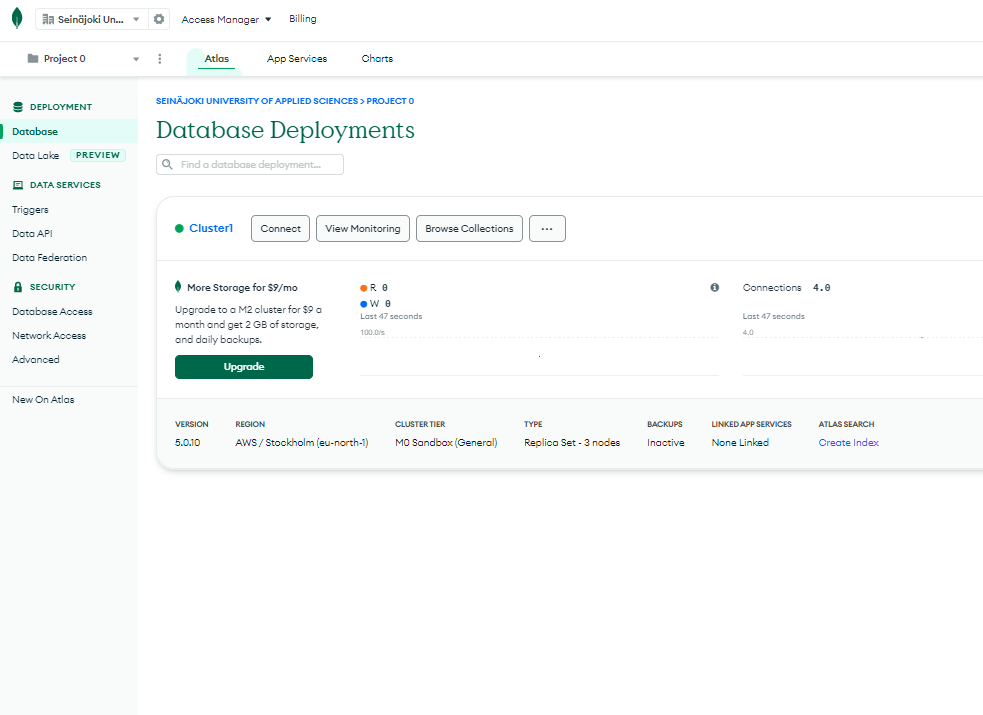 Seinäjoki Un...
Access Manager
Billing
Project 0
Atlas
App Services
Charts
DEPLOYMENT
Database
Data Lake
PREVIEW
DATA SERVICES
Triggers
Data API
Data Federation
SECURITY
Database Access
Network Access
Advanced
New On Atlas
SEINÄJOKI UNIVERSITY OF APPLIED SCIENCES > PROJECT 0
Database Deployments
Find a database deployment...
Cluster1
Connect
View Monitoring
Browse Collections
...
More Storage for $9/mo
Upgrade to a M2 cluster for $9 a
month and get 2 GB of storage,
and daily backups.
Upgrade
R 0
W 0
Last 47 seconds
100.0/s
Connections 4.0
Last 47 seconds
4.0
VERSION
5.0.10
REGION
AWS / Stockholm (eu-north-1)
CLUSTER TIER
M0 Sandbox (General)
TYPE
Replica Set - 3 nodes
BACKUPS
Inactive
LINKED APP SERVICES
None Linked
ATLAS SEARCH
Create Index